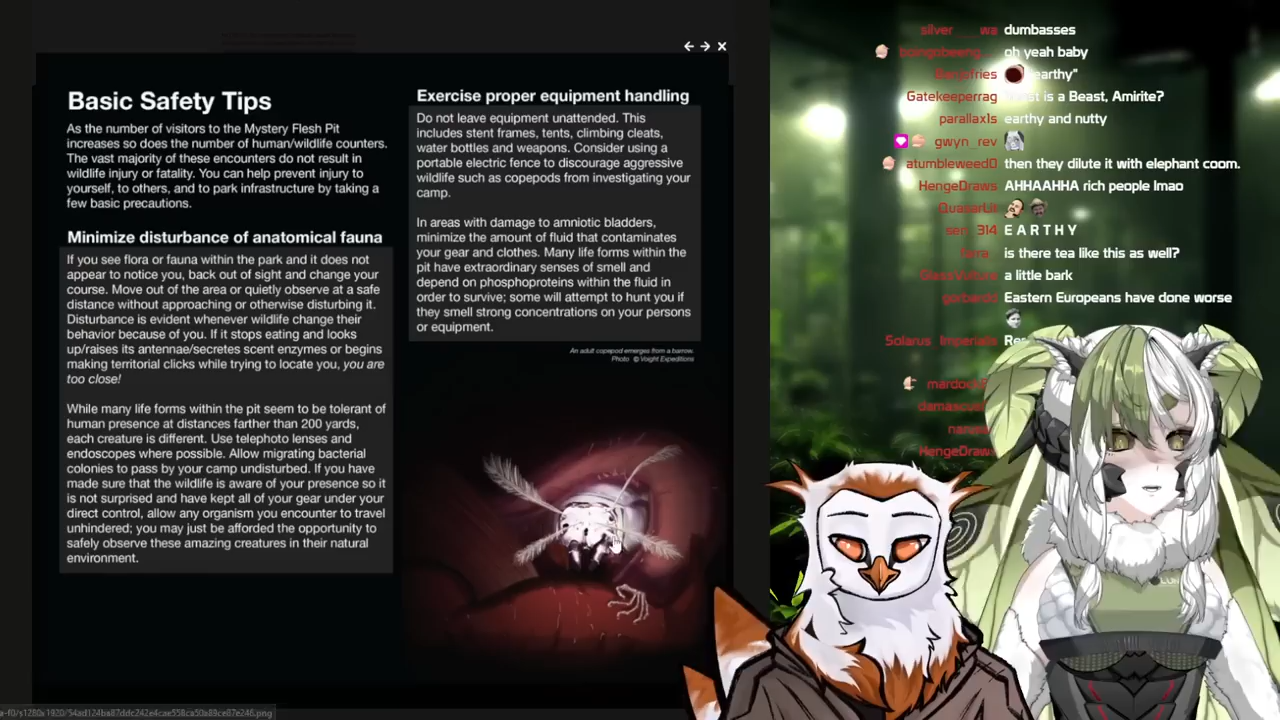 Basic Safety Tips
As the number of visitors to the Mystery Flesh Pit
increases so does the number of human/wildlife counters.
The vast majority of these encounters do not result in
wildlife injury or fatality. You can help prevent injury to
yourself, to others, and to park infrastructure by taking a
few basic precautions.
Minimize disturbance of anatomical fauna
If you see flora or fauna within the park and it does not
appear to notice you, back out of sight and change your
course. Move out of the area or quietly observe at a safe
distance without approaching or otherwise disturbing it.
Disturbance is evident whenever wildlife change their
behavior because of you. If it stops eating and looks
up/raises its antennae/secretes scent enzymes or begins
making territorial clicks while trying to locate you, you are
too close!
While many life forms within the pit seem to be tolerant of
human presence at distances farther than 200 yards,
each creature is different. Use telephoto lenses and
endoscopes where possible. Allow migrating bacterial
colonies to pass by your camp undisturbed. If you have
made sure that the wildlife is aware of your presence so it
is not surprised and have kept all of your gear under your
direct control, allow any organism you encounter to travel
unhindered; you may just be afforded the opportunity to
safely observe these amazing creatures in their natural
environment.
Exercise proper equipment handling
Do not leave equipment unattended. This
includes stent frames, tents, climbing cleats,
water bottles and weapons. Consider using a
portable electric fence to discourage aggressive
wildlife such as copepods from investigating your
camp.
In areas with damage to amniotic bladders,
minimize the amount of fluid that contaminates
your gear and clothes. Many life forms within the
pit have extraordinary senses of smell and
depend on phosphoproteins within the fluid in
order to survive; some will attempt to hunt you if
they smell strong concentrations on your persons
or equipment.
An adult copepod emerges from a barrow.
Photo © Voight Expeditions
silver wa dumbasses
oh yeah baby
earthy"
Gatekeeperrag is a Beast, Amirite?
parallax1s earthy and nutty
gwyn_rev
atumbleweed0 then they dilute it with elephant coom.
HengeDraws AHHAAHHA rich people lmao
QuasarLit
314 E A R T H Y
is there tea like this as well?
a little bark
Eastern Europeans have done worse
Solarus Imperialis
HengeDraws